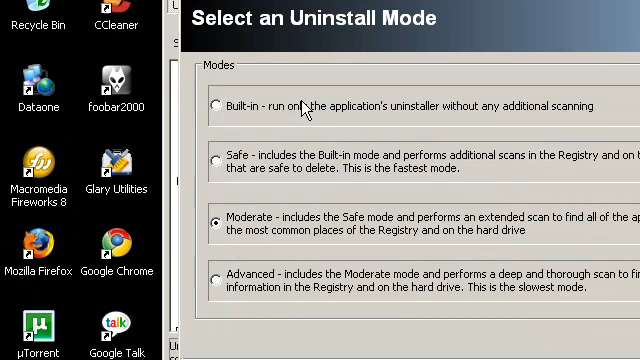 Select an Uninstall Mode
Recycle Bin
CCleaner
Modes
Dataone
foobar2000
Built-in - run only the application's uninstaller without any additional scanning
Safe - includes the Built-in mode and performs additional scans in the Registry and on
that are safe to delete. This is the fastest mode.
Macromedia
Fireworks 8
Glary Utilities
Moderate - includes the Safe mode and performs an extended scan to find all of the
the most common places of the Registry and on the hard drive
Mozilla Firefox
Google Chrome
Advanced - includes the Moderate mode and performs a deep and thorough scan to
information in the Registry and on the hard drive. This is the slowest mode.
µ
talk
µTorrent
Google Talk